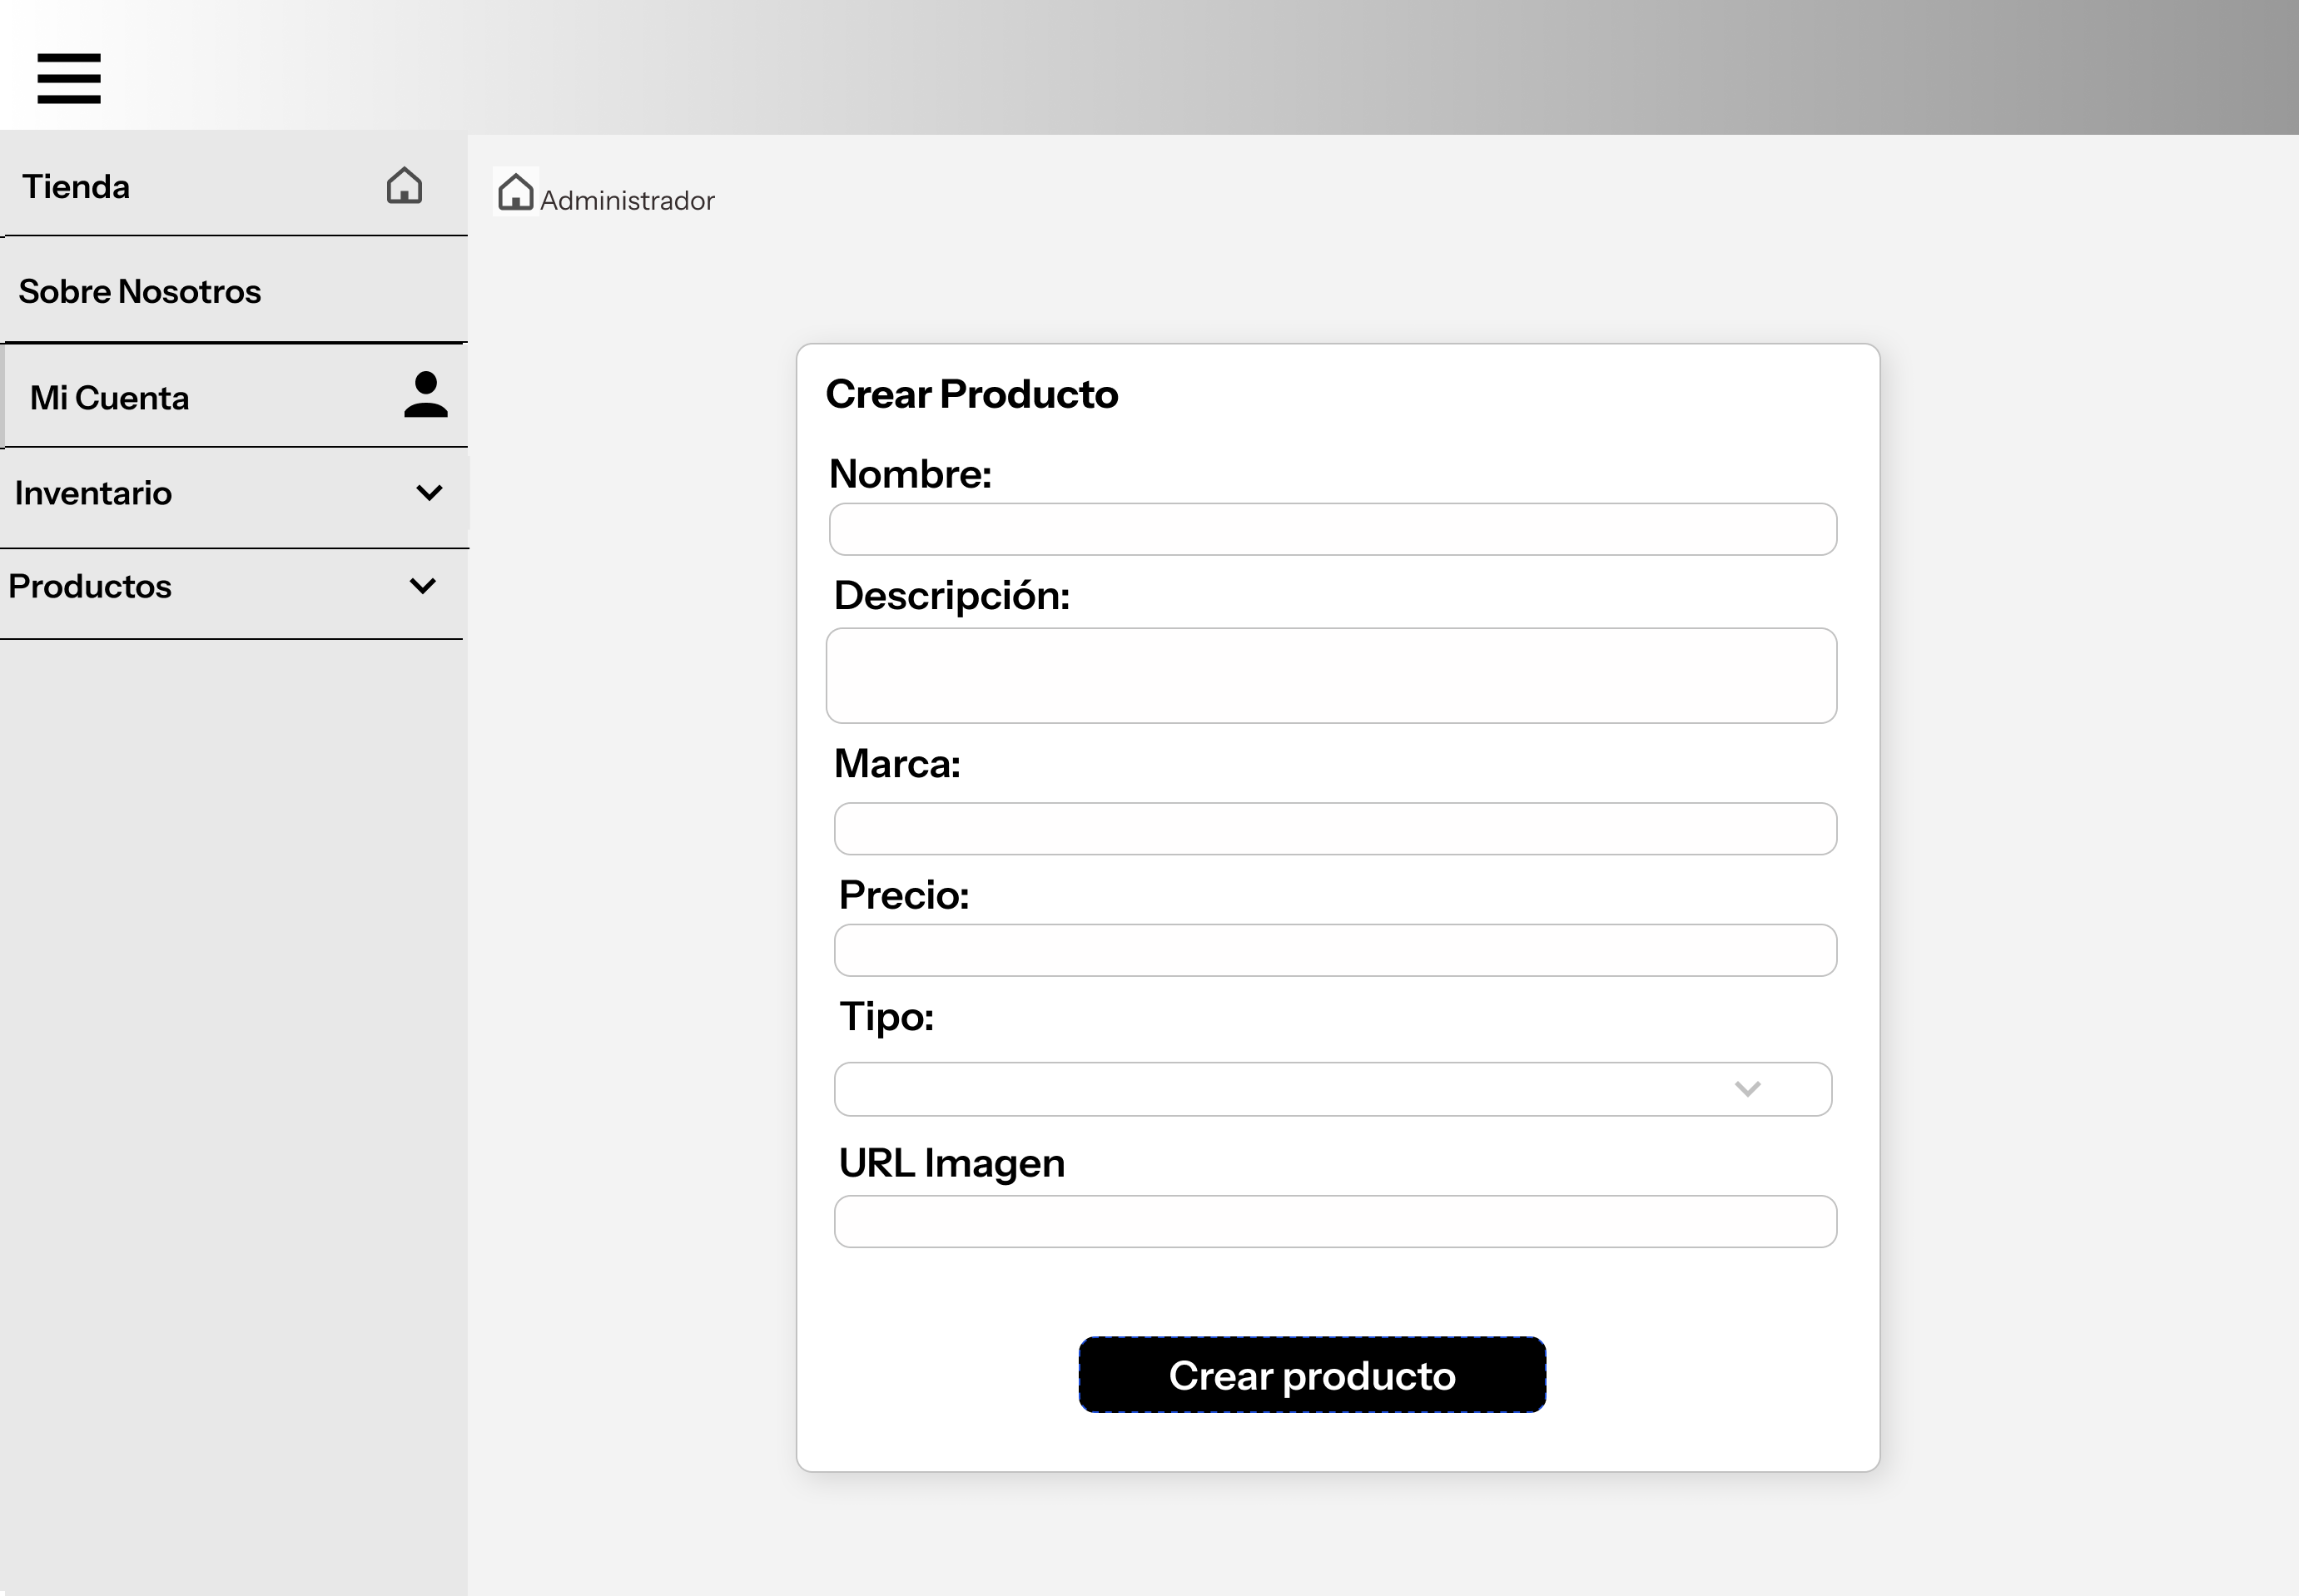 Tienda
Administrador
Sobre Nosotros
Mi Cuenta
Inventario
Productos
Crear Producto
Nombre:
Descripción:
Marca:
Precio:
Tipo:
URL Imagen
Crear producto